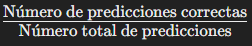 Número de predicciones correctas
Número total de predicciones